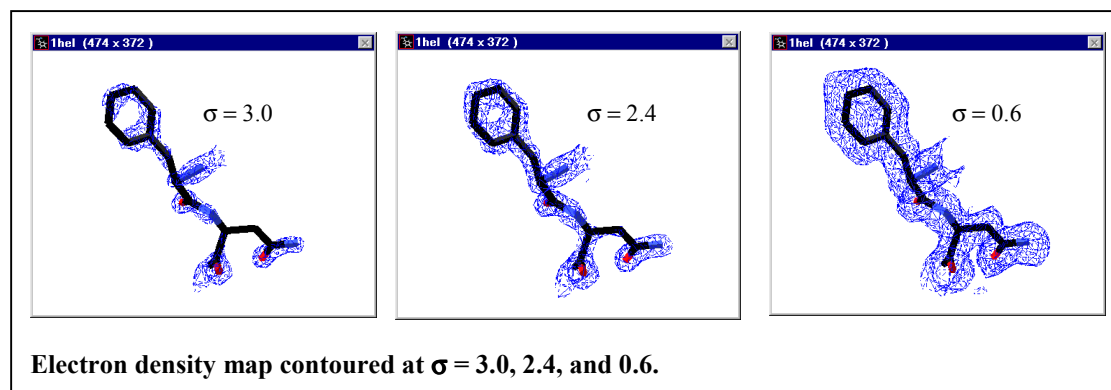 1hel (474 x 372 )
σ = 3.0
1hel (474 x 372 )
σ = 2.4
1hel (474 x 372 )
σ = 0.6
Electron density map contoured at σ = 3.0, 2.4, and 0.6.